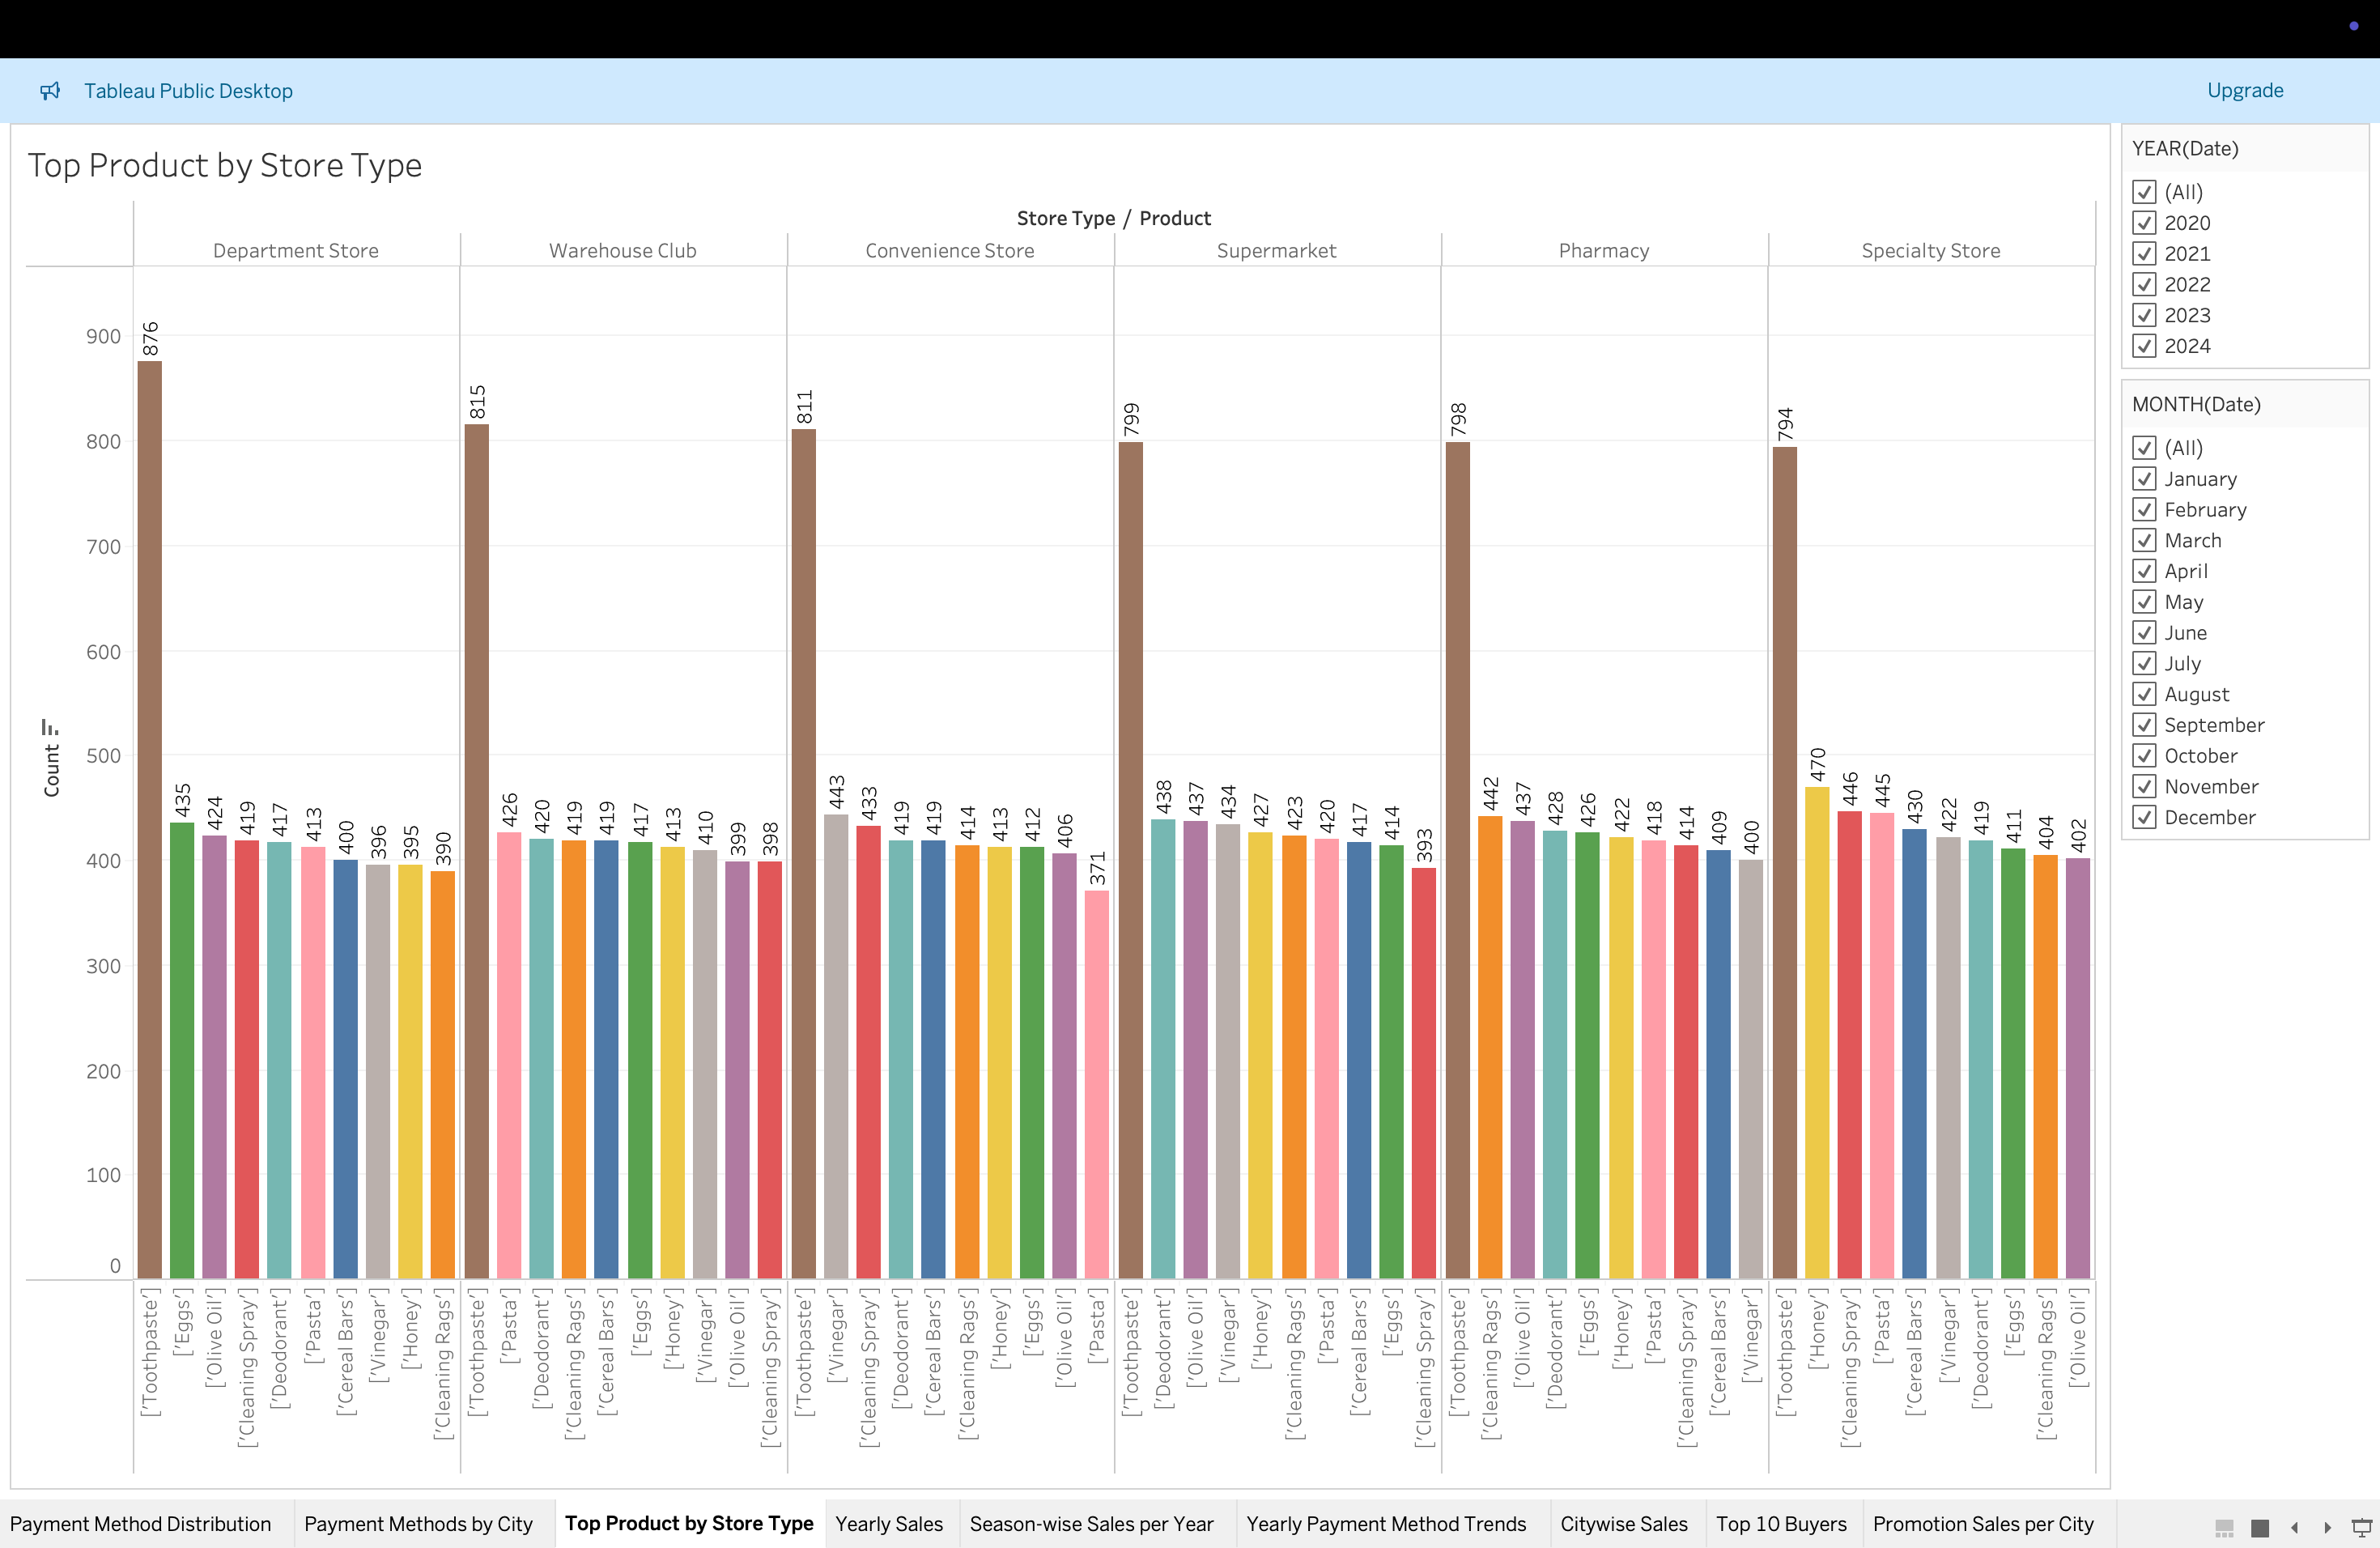 Tableau Public Desktop
Upgrade
Top Product by Store Type
Store Type / Product
Department Store
Warehouse Club
Convenience Store
Supermarket
Pharmacy
Specialty Store
Count
900
800
700
600
500
400
300
200
100
0
876
435
424
419
417
413
400
396
395
390
815
426
420
419
419
417
413
410
399
398
811
443
433
419
419
414
413
412
406
371
799
438
437
434
427
423
420
417
414
393
798
442
437
428
426
422
418
414
409
400
794
470
446
445
430
422
419
411
404
402
['Toothpaste']
['Eggs']
['Olive Oil']
['Cleaning Spray']
['Deodorant']
['Pasta']
['Cereal Bars']
['Vinegar']
['Honey']
['Cleaning Rags']
['Toothpaste']
['Pasta']
['Deodorant']
['Cleaning Rags']
['Cereal Bars']
['Eggs']
['Honey']
['Vinegar']
['Olive Oil']
['Cleaning Spray']
['Toothpaste']
['Vinegar']
['Cleaning Spray']
['Deodorant']
['Cereal Bars']
['Cleaning Rags']
['Honey']
['Eggs']
['Olive Oil']
['Pasta']
['Toothpaste']
['Deodorant']
['Olive Oil']
['Vinegar']
['Honey']
['Cleaning Rags']
['Pasta']
['Cereal Bars']
['Eggs']
['Cleaning Spray']
['Toothpaste']
['Cleaning Rags']
['Olive Oil']
['Deodorant']
['Eggs']
['Honey']
['Pasta']
['Cleaning Spray']
['Cereal Bars']
['Vinegar']
['Toothpaste']
['Honey']
['Cleaning Spray']
['Pasta']
['Cereal Bars']
['Vinegar']
['Deodorant']
['Eggs']
['Cleaning Rags']
['Olive Oil']
YEAR(Date)
(All)
2020
2021
2022
2023
2024
MONTH(Date)
(All)
January
February
March
April
May
June
July
August
September
October
November
December
Payment Method Distribution
Payment Methods by City
Top Product by Store Type
Yearly Sales
Season-wise Sales per Year
Yearly Payment Method Trends
Citywise Sales
Top 10 Buyers
Promotion Sales per City